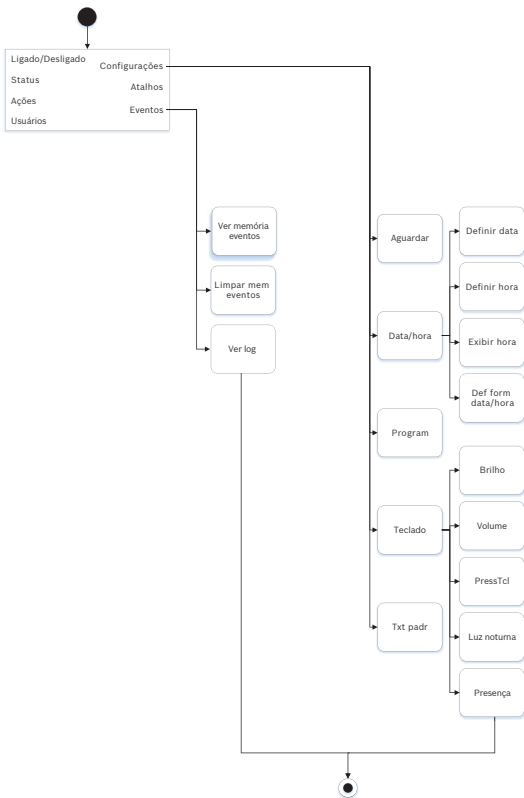 Ligado/Desligado
Status
Ações
Usuários
Configurações
Atalhos
Eventos
Ver memória
eventos
Limpar mem
eventos
Ver log
Aguardar
Data/hora
Program
Teclado
Txt padr
Definir data
Definir hora
Exibir hora
Def form
data/hora
Brilho
Volume
PressTcl
Luz noturna
Presença